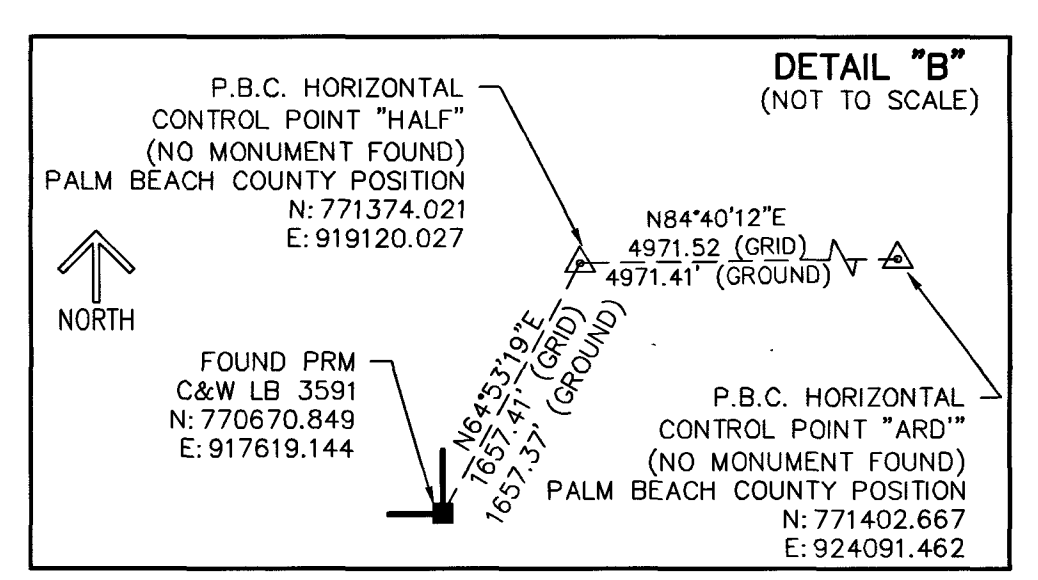 DETAIL "B"
(NOT TO SCALE)
P.B.C. HORIZONTAL
CONTROL POINT "HALF"
(NO MONUMENT FOUND)
PALM BEACH COUNTY POSITION
N: 771374.021
E: 919120.027
N84°40'12"E
4971.52 (GRID)
4971.41' (GROUND)
NORTH
N64°53'19"E
1657.41' (GRID)
1657.37' (GROUND)
FOUND PRM
C&W LB 3591
N: 770670.849
E: 917619.144
P.B.C. HORIZONTAL
CONTROL POINT "ARD'"
(NO MONUMENT FOUND)
PALM BEACH COUNTY POSITION
N: 771402.667
E: 924091.462